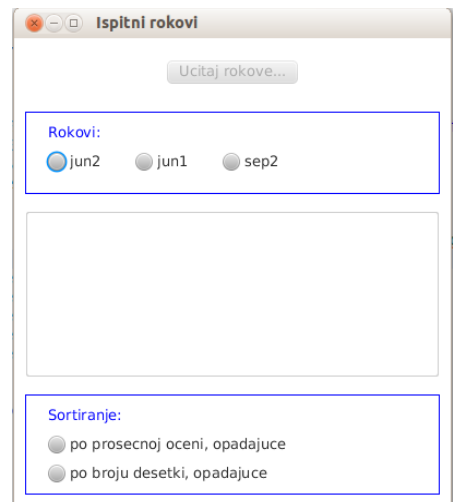 Ispitni rokovi
Ucitaj rokove...
Rokovi:
jun2 jun1 sep2
Sortiranje:
po prosecnoj oceni, opadajuce
po broju desetki, opadajuce